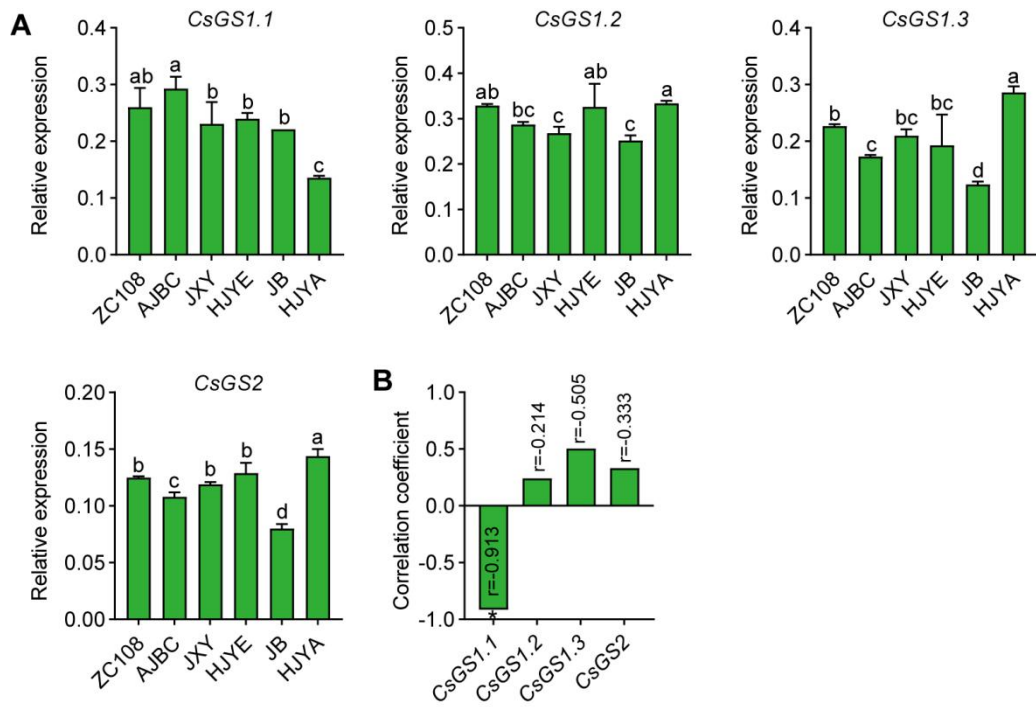 A
CsGS1.1
Relative expression
0.4
0.3
0.2
0.1
0.0
ab
a
b
b
b
c
ZC108
AJBC
JXY
HJYE
JB
HJYA
CsGS1.2
Relative expression
0.5
0.4
0.3
0.2
0.1
0.0
ab
bc
c
ab
c
a
ZC108
AJBC
JXY
HJYE
JB
HJYA
CsGS1.3
Relative expression
0.4
0.3
0.2
0.1
0.0
b
c
bc
bc
d
a
ZC108
AJBC
JXY
HJYE
JB
HJYA
CsGS2
Relative expression
0.20
0.15
0.10
0.05
0.00
b
c
b
b
d
a
ZC108
AJBC
JXY
HJYE
JB
HJYA
B
Correlation coefficient
1.0
0.5
0.0
-0.5
-1.0
r=-0.913
*
r=-0.214
r=-0.505
r=-0.333
CsGS1.1
CsGS1.2
CsGS1.3
CsGS2